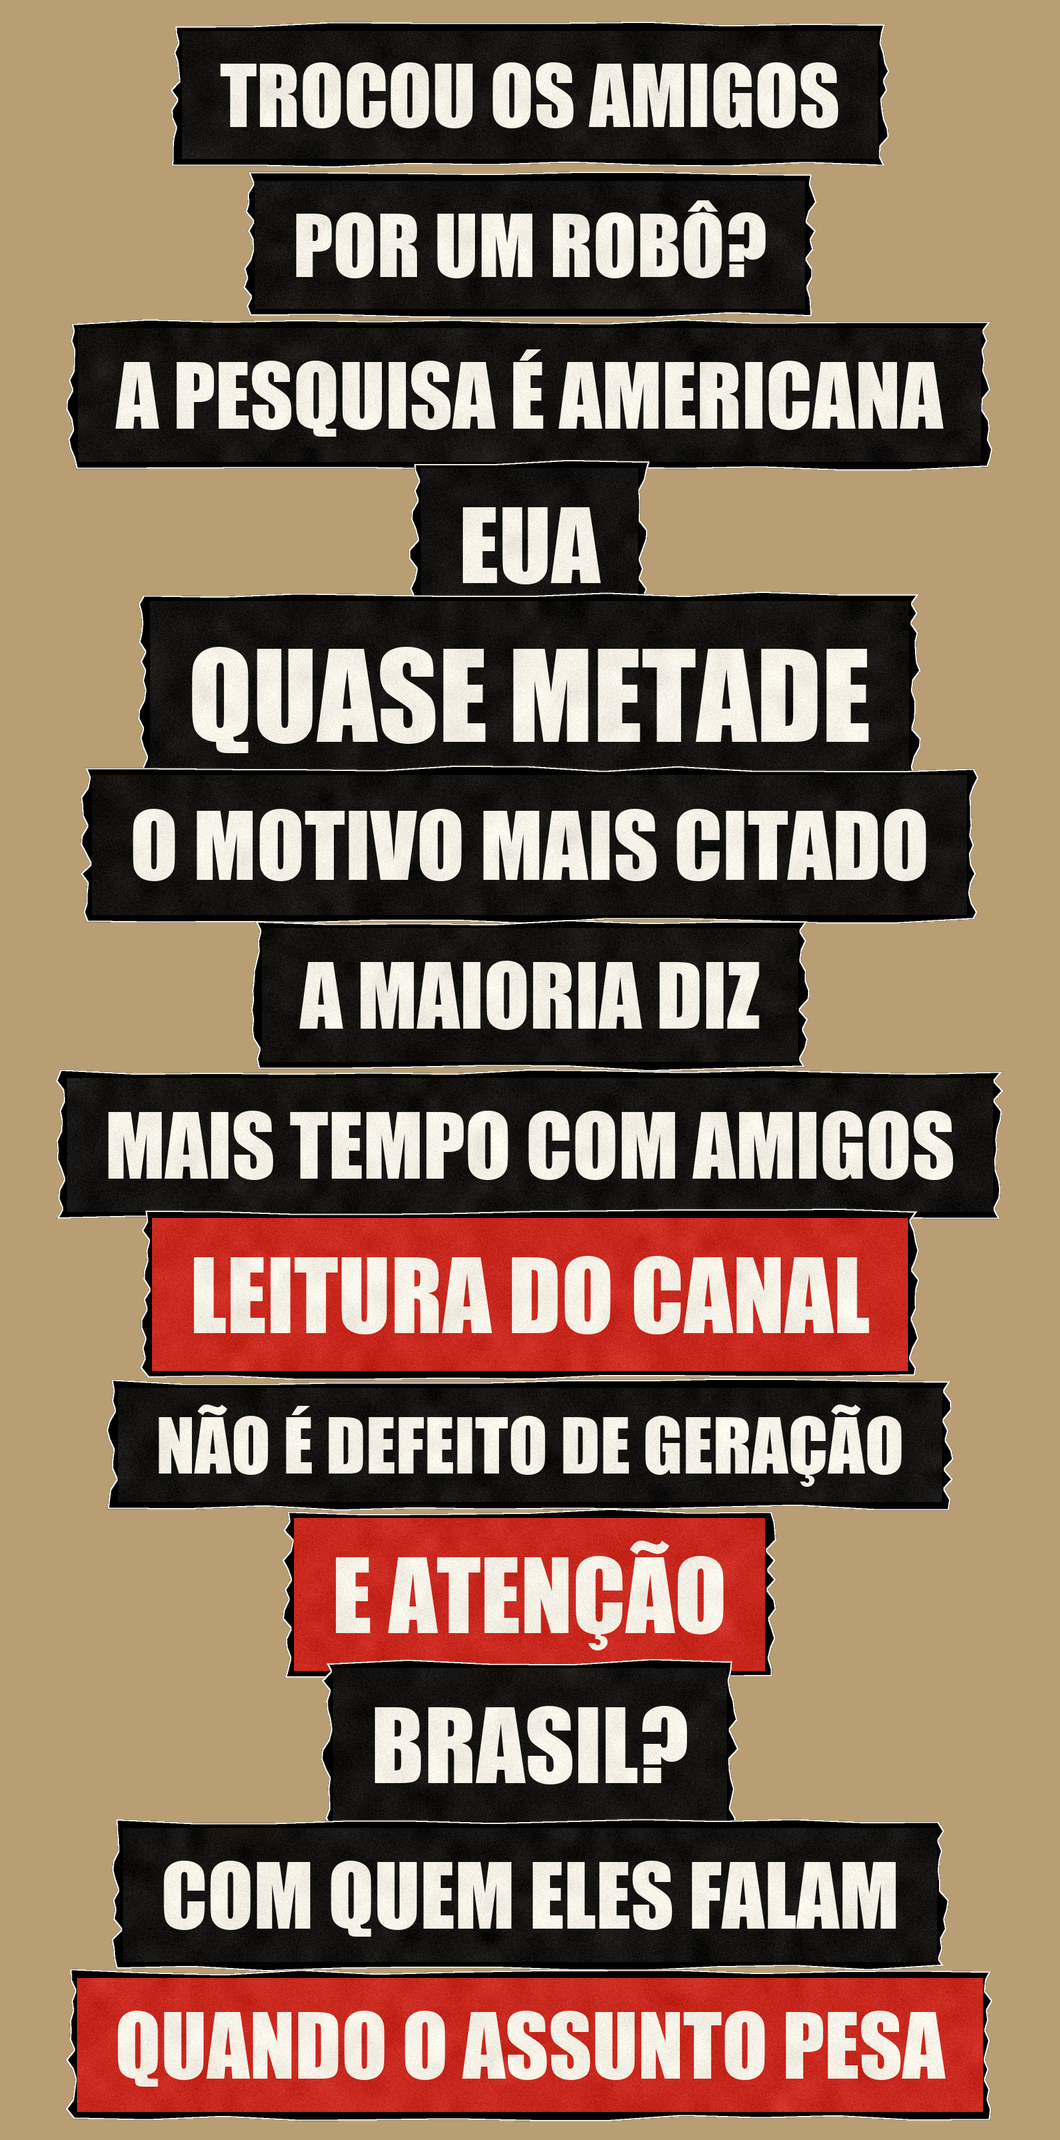 TROCOU OS AMIGOS
POR UM ROBÔ?
A PESQUISA É AMERICANA
EUA
QUASE METADE
O MOTIVO MAIS CITADO
A MAIORIA DIZ
MAIS TEMPO COM AMIGOS
LEITURA DO CANAL
NÃO É DEFEITO DE GERAÇÃO
E ATENÇÃO
BRASIL?
COM QUEM ELES FALAM
QUANDO O ASSUNTO PESA